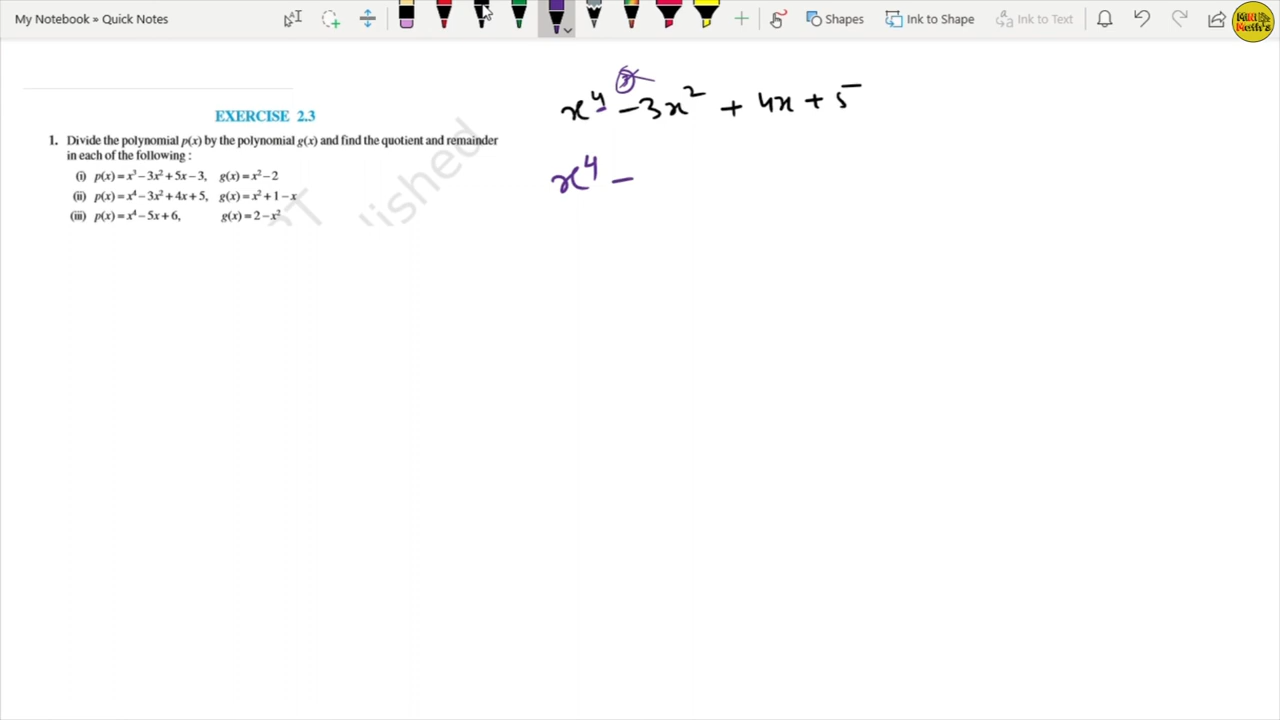 My Notebook » Quick Notes
Shapes
Ink to Shape
Ink to Text
EXERCISE 2.3
1. Divide the polynomial p(x) by the polynomial g(x) and find the quotient and remainder
in each of the following :
(i) p(x) = x³ – 3x² + 5x – 3, g(x) = x² – 2
(ii) p(x) = x⁴ – 3x² + 4x + 5, g(x) = x² + 1 – x
(iii) p(x) = x⁴ – 5x + 6, g(x) = 2 – x²
x⁴ – 3x² + 4x + 5
x⁴ –